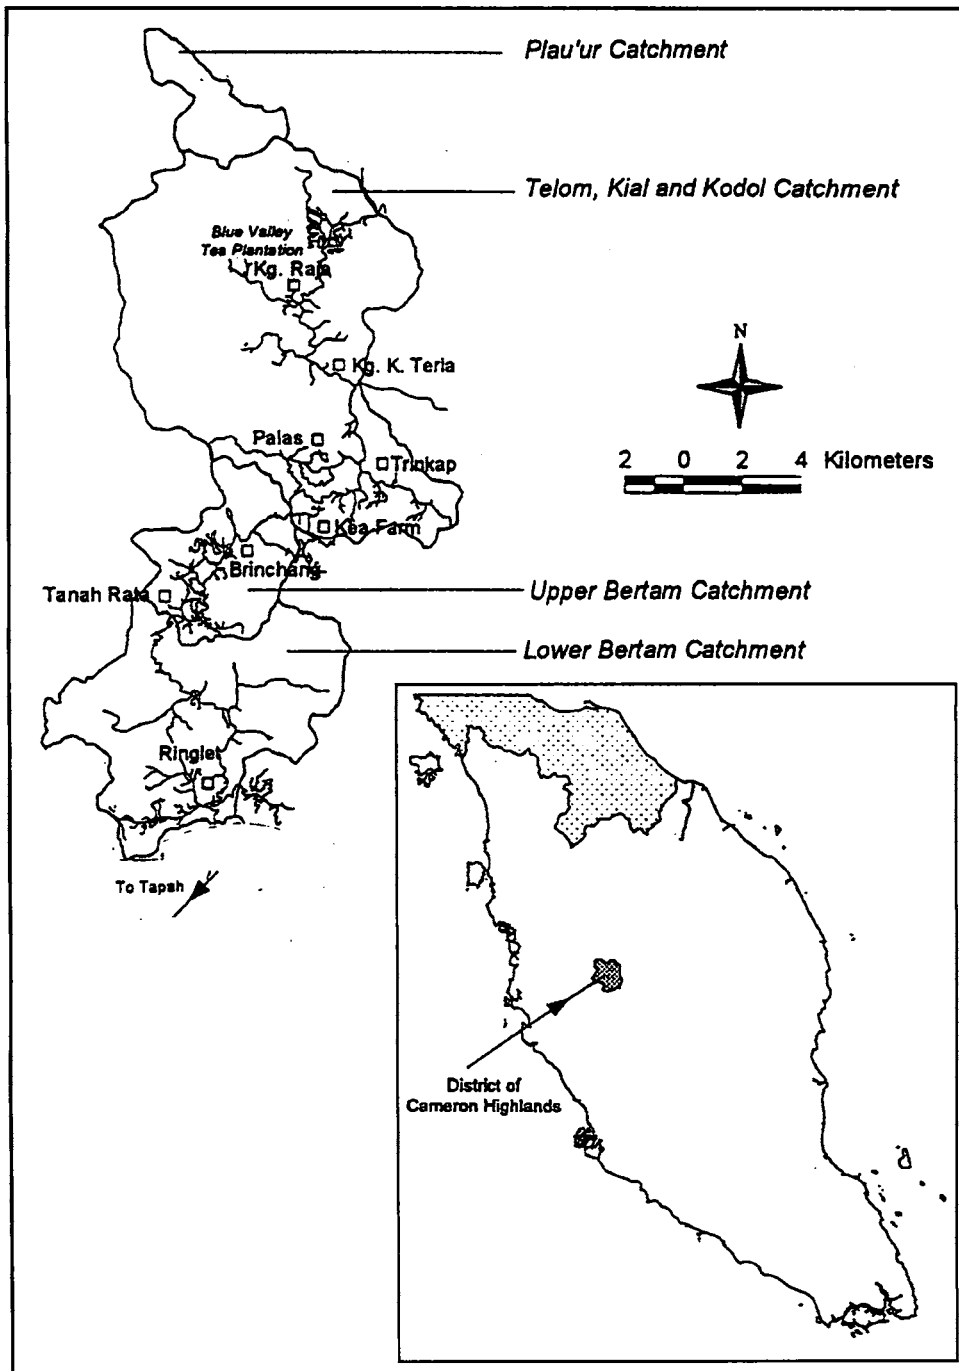 Plau'ur Catchment
Telom, Kial and Kodol Catchment
Blue Valley
Tea Plantation
Kg. Raja
N
Kg. K. Terla
2 0 2 4 Kilometers
Palas
Trinkap
Kea Farm
Brinchang
Tanah Rata
Upper Bertam Catchment
Lower Bertam Catchment
Ringlet
To Tapah
District of
Cameron Highlands